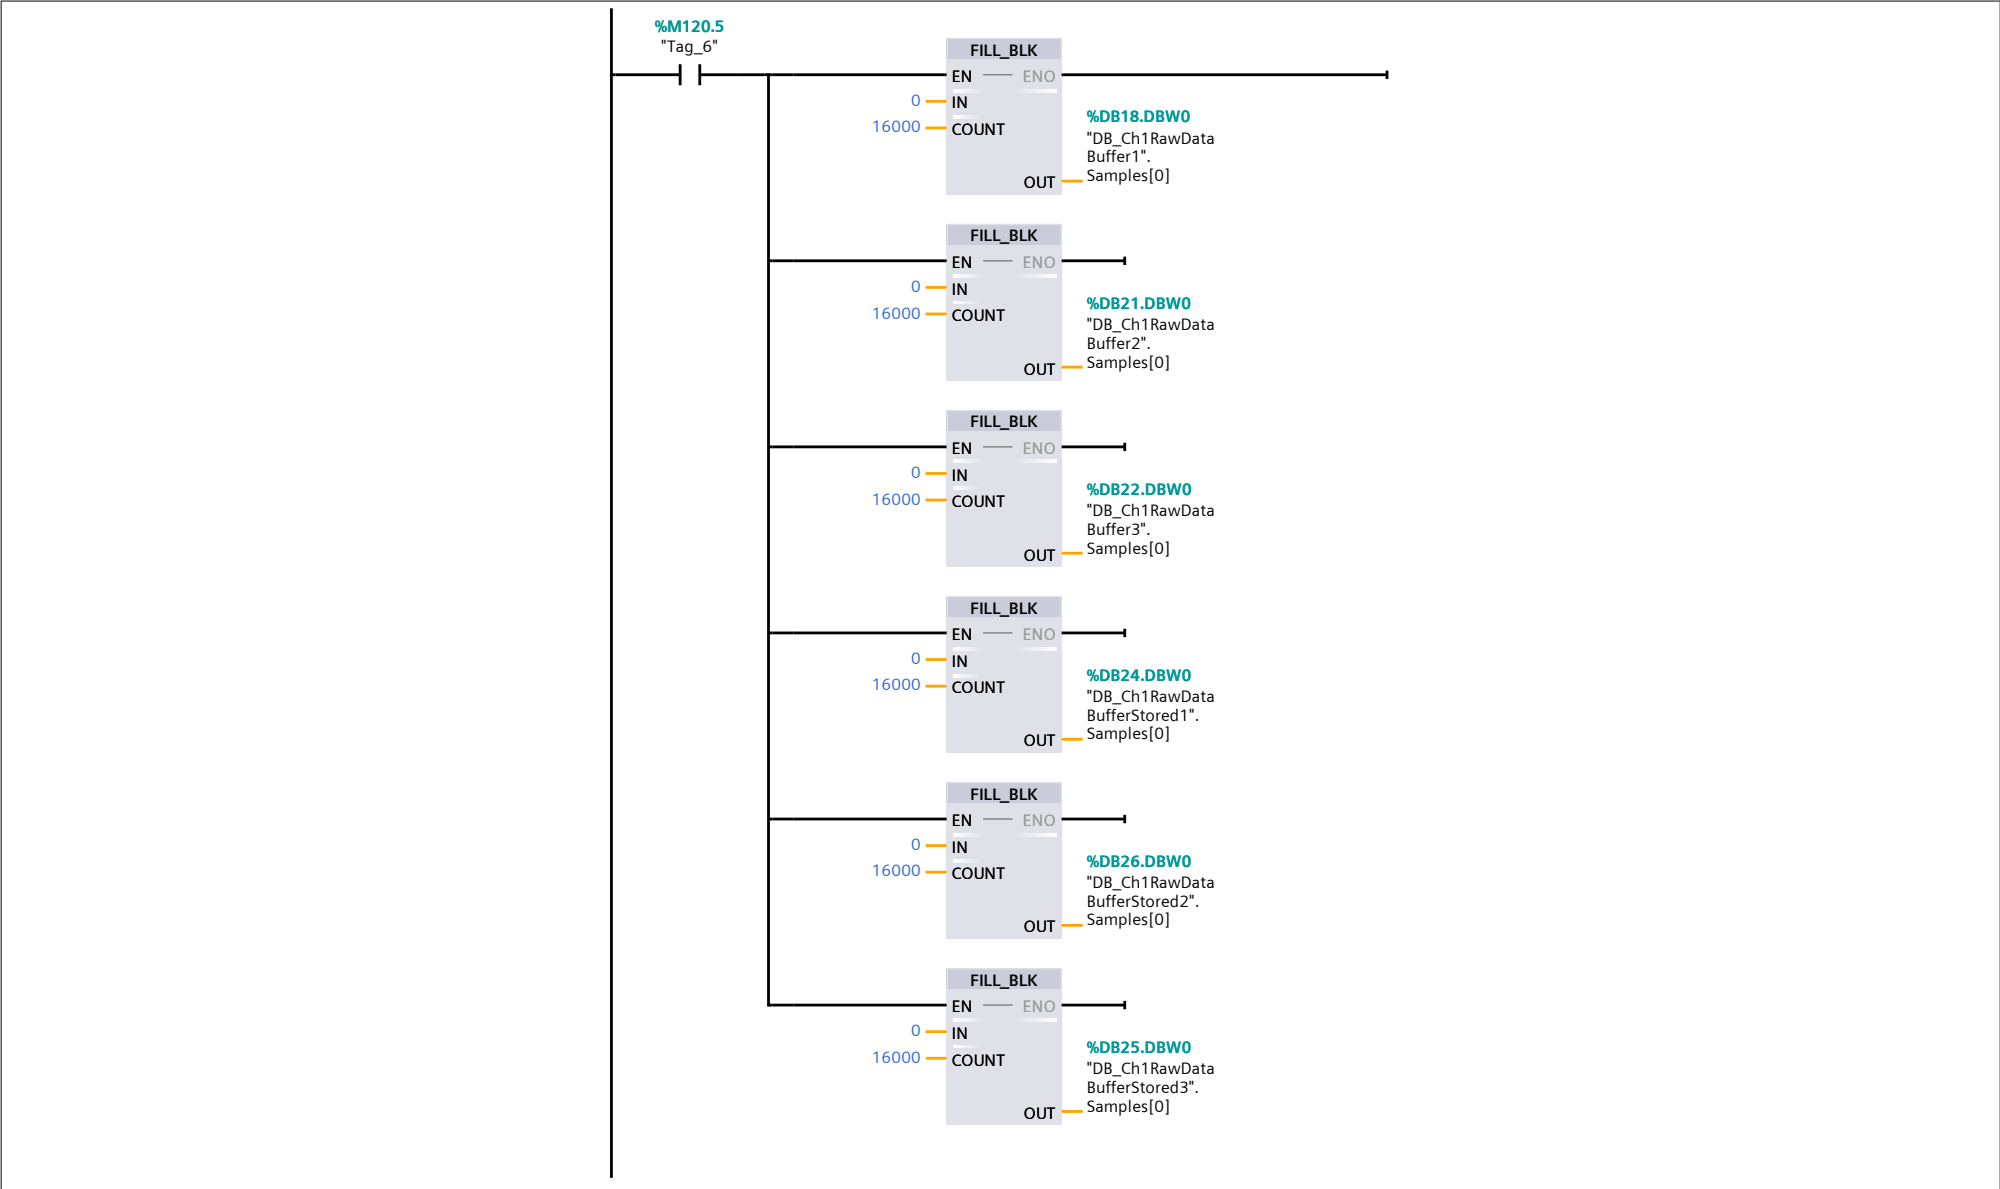 %M120.5
"Tag_6"
FILL_BLK
EN ENO
0 IN
16000 COUNT
%DB18.DBW0
"DB_Ch1RawData
Buffer1".
Samples[0]
OUT
FILL_BLK
EN ENO
0 IN
16000 COUNT
%DB21.DBW0
"DB_Ch1RawData
Buffer2".
Samples[0]
OUT
FILL_BLK
EN ENO
0 IN
16000 COUNT
%DB22.DBW0
"DB_Ch1RawData
Buffer3".
Samples[0]
OUT
FILL_BLK
EN ENO
0 IN
16000 COUNT
%DB24.DBW0
"DB_Ch1RawData
BufferStored1".
Samples[0]
OUT
FILL_BLK
EN ENO
0 IN
16000 COUNT
%DB26.DBW0
"DB_Ch1RawData
BufferStored2".
Samples[0]
OUT
FILL_BLK
EN ENO
0 IN
16000 COUNT
%DB25.DBW0
"DB_Ch1RawData
BufferStored3".
Samples[0]
OUT